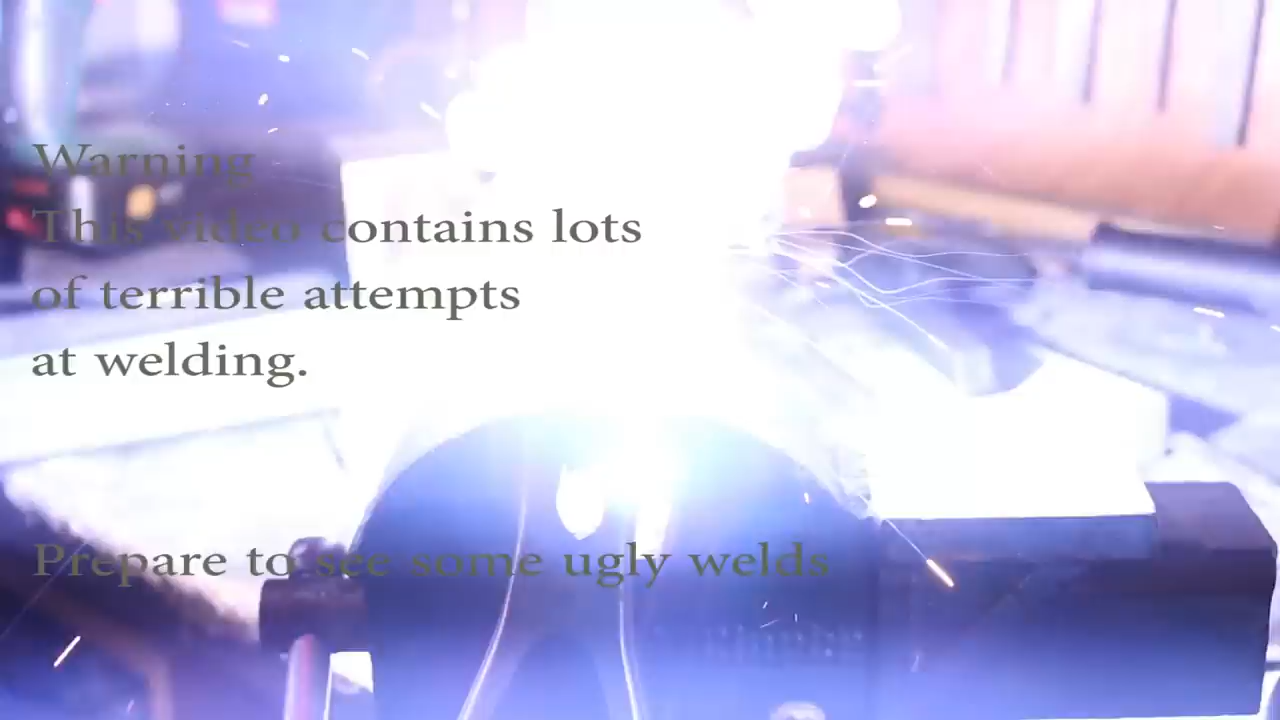 Warning
This video contains lots
of terrible attempts
at welding.
Prepare to see some ugly welds